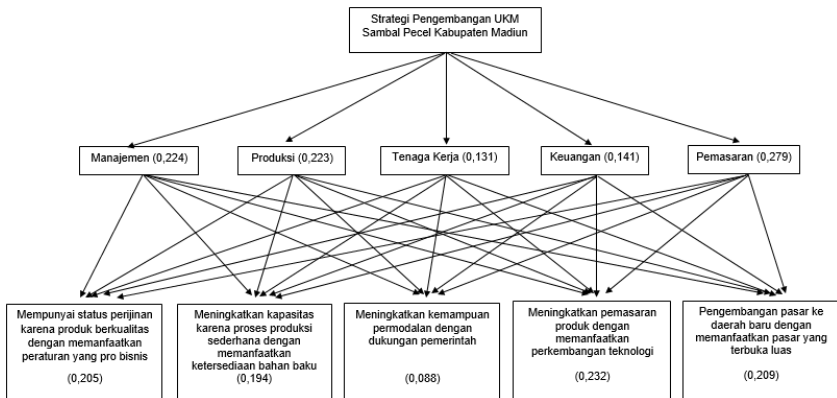 Strategi Pengembangan UKM
Sambal Pecel Kabupaten Madiun
Manajemen (0,224)
Produksi (0,223)
Tenaga Kerja (0,131)
Keuangan (0,141)
Pemasaran (0,279)
Mempunyai status perijinan
karena produk berkualitas
dengan memanfaatkan
peraturan yang pro bisnis
(0,205)
Meningkatkan kapasitas
karena proses produksi
sederhana dengan
memanfaatkan
ketersediaan bahan baku
(0,194)
Meningkatkan kemampuan
permodalan dengan
dukungan pemerintah
(0,088)
Meningkatkan pemasaran
produk dengan
memanfaatkan
perkembangan teknologi
(0,232)
Pengembangan pasar ke
daerah baru dengan
memanfaatkan pasar yang
terbuka luas
(0,209)